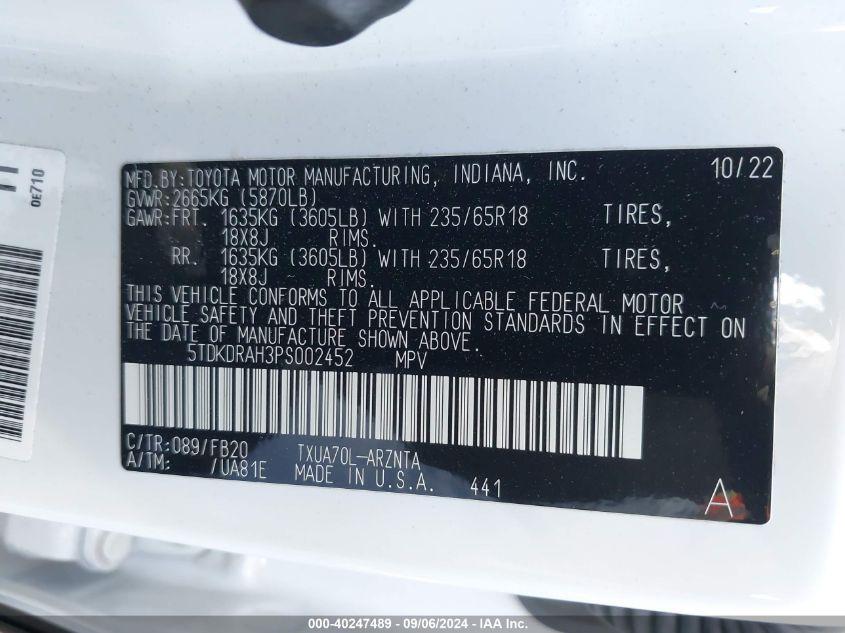 0E710
MFD.BY:TOYOTA MOTOR MANUFACTURING, INDIANA, INC. 10/22
GVWR:2665KG (5870LB)
GAWR:FRT. 1635KG (3605LB) WITH 235/65R18 TIRES,
18X8J RIMS.
RR. 1635KG (3605LB) WITH 235/65R18 TIRES,
18X8J RIMS.
THIS VEHICLE CONFORMS TO ALL APPLICABLE FEDERAL MOTOR
VEHICLE SAFETY AND THEFT PREVENTION STANDARDS IN EFFECT ON
THE DATE OF MANUFACTURE SHOWN ABOVE.
5TDKDRAH3PS002452 MPV
C/TR:089/FB20 TXUA70L-ARZNTA
A/TM: /UA81E MADE IN U.S.A. 441
A
000-40247489 - 09/06/2024 - IAA Inc.